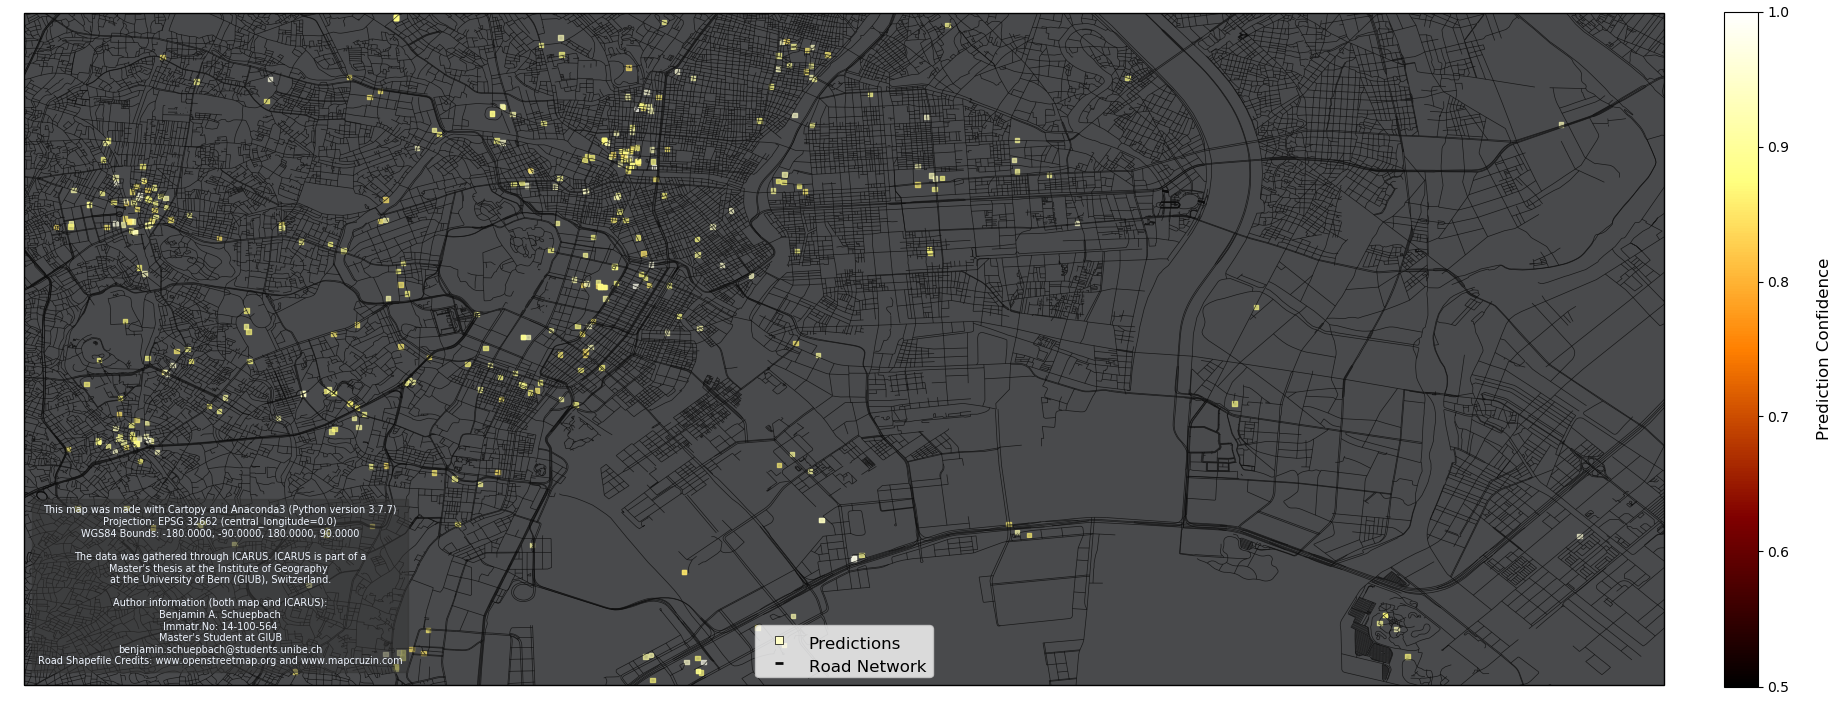 This map was made with Cartopy and Anaconda3 (Python version 3.7.7)
Projection: EPSG 32662 (central_longitude=0.0)
WGS84 Bounds: -180.0000, -90.0000, 180.0000, 90.0000
The data was gathered through ICARUS. ICARUS is part of a
Master's thesis at the Institute of Geography
at the University of Bern (GIUB), Switzerland.
Author information (both map and ICARUS):
Benjamin A. Schuepbach
Immatr.No: 14-100-564
Master's Student at GIUB
benjamin.schuepbach@students.unibe.ch
Road Shapefile Credits: www.openstreetmap.org and www.mapcruzin.com
Predictions
Road Network
1.0
0.9
0.8
0.7
0.6
0.5
Prediction Confidence